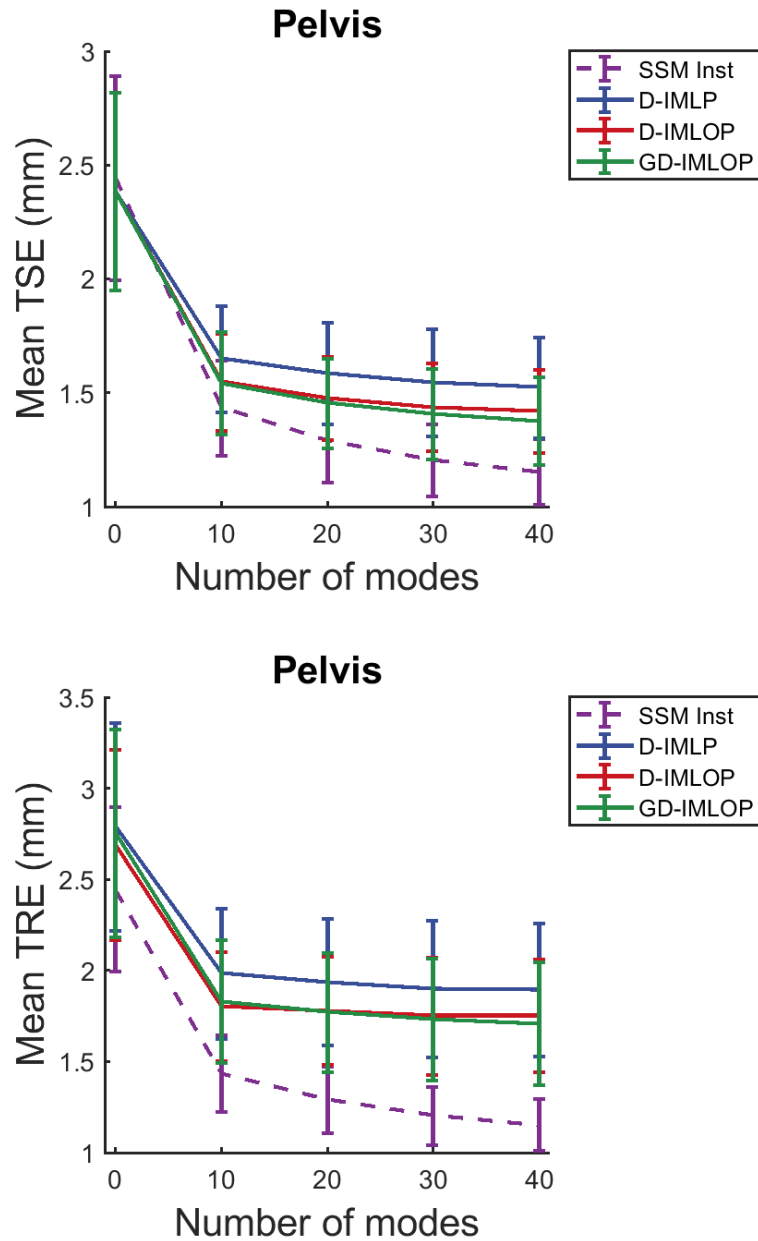 Pelvis
3
2.5
2
1.5
1
Mean TSE (mm)
0 10 20 30 40
Number of modes
SSM Inst
D-IMLP
D-IMLOP
GD-IMLOP
Pelvis
3.5
3
2.5
2
1.5
1
Mean TRE (mm)
0 10 20 30 40
Number of modes
SSM Inst
D-IMLP
D-IMLOP
GD-IMLOP